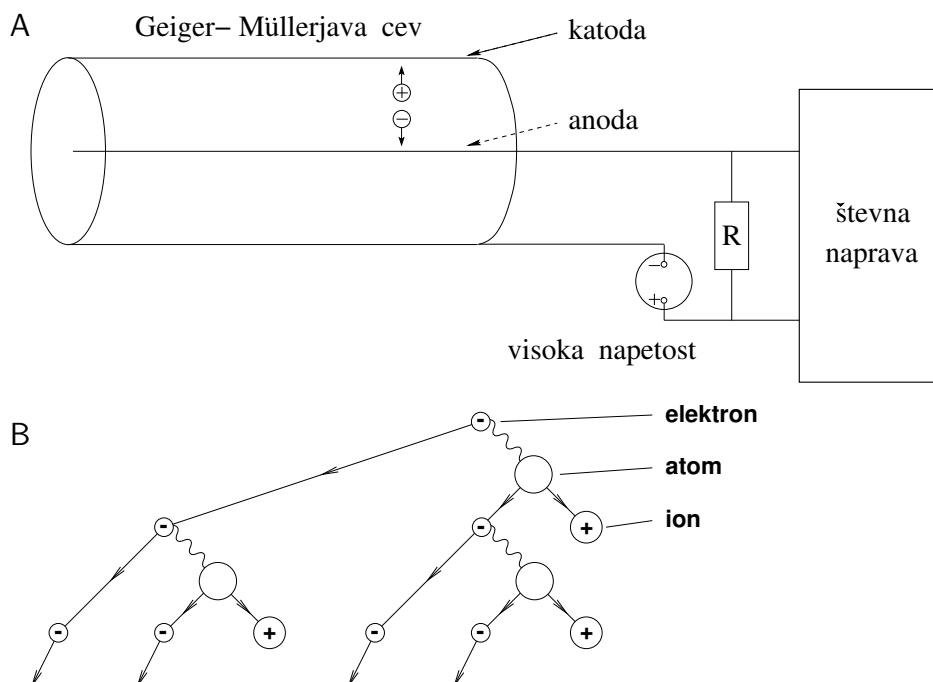 A
Geiger– Müllerjava cev
katoda
+
−
anoda
R
števna
naprava
−
+
visoka napetost
B
- elektron
atom
- - + ion
- - + - - +